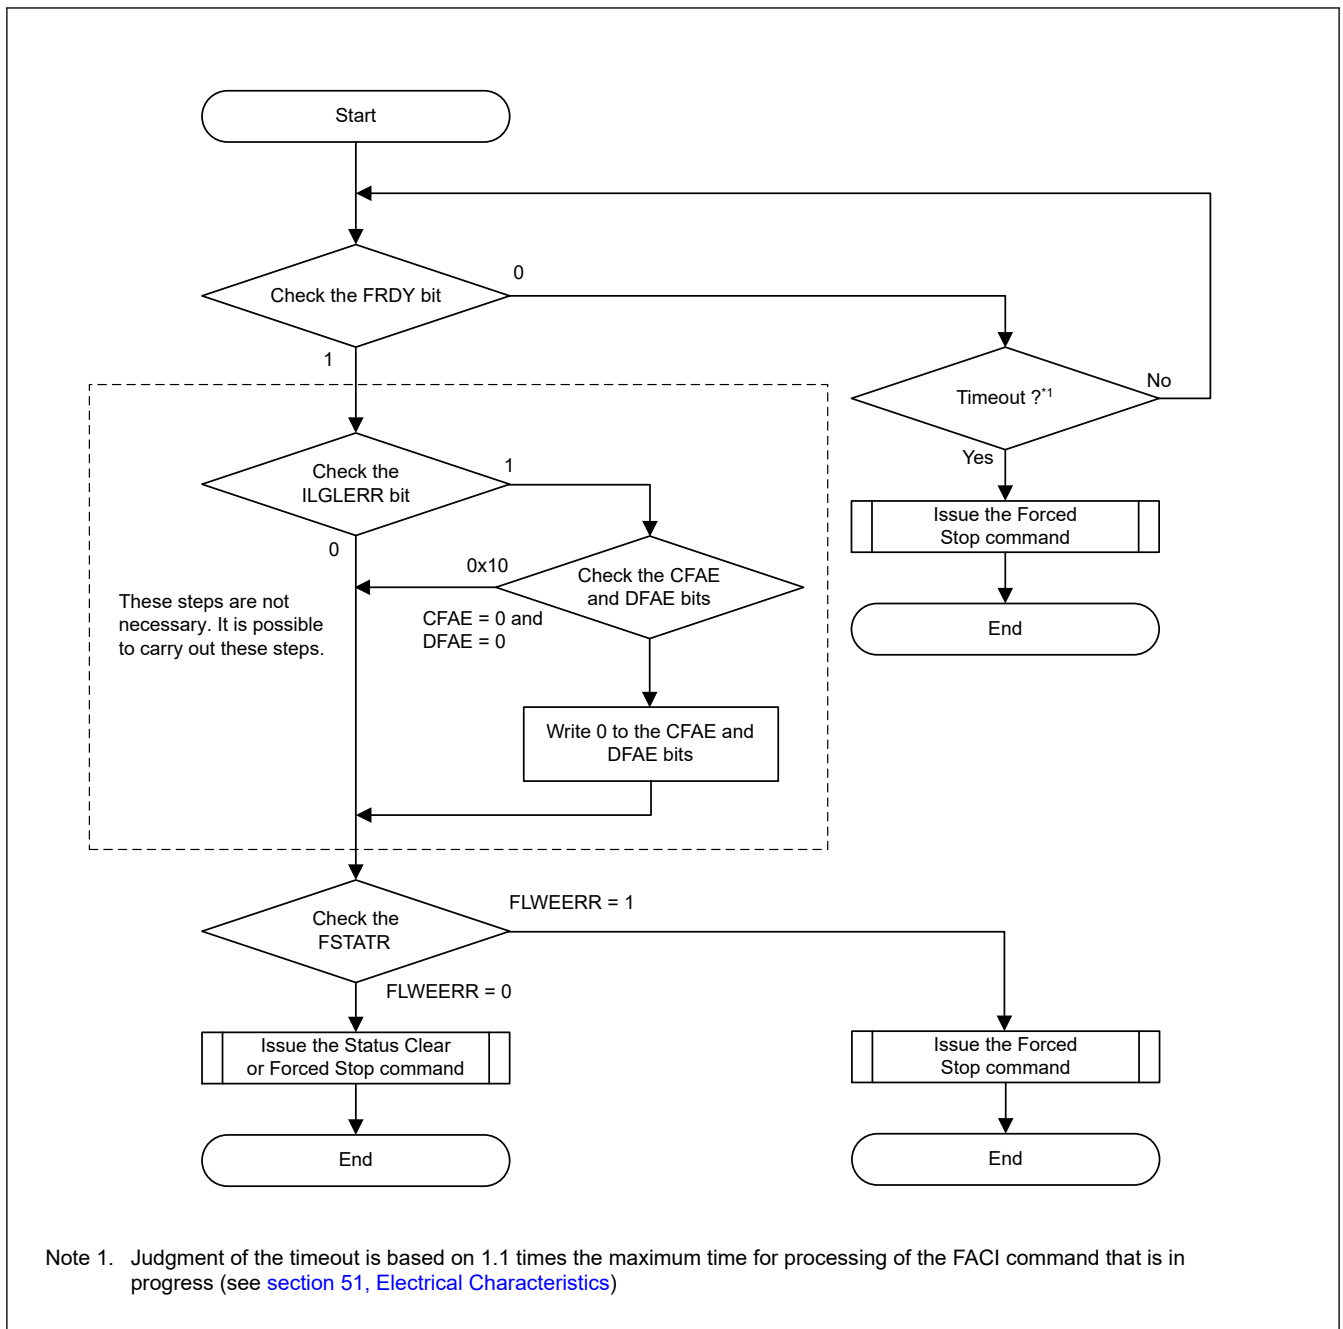 Start
Check the FRDY bit
0
1
Timeout ?*1
No
Yes
Issue the Forced
Stop command
End
Check the
ILGLERR bit
1
0
Check the CFAE
and DFAE bits
0x10
CFAE = 0 and
DFAE = 0
These steps are not
necessary. It is possible
to carry out these steps.
Write 0 to the CFAE and
DFAE bits
Check the
FSTATR
FLWEERR = 1
FLWEERR = 0
Issue the Status Clear
or Forced Stop command
End
Issue the Forced
Stop command
End
Note 1. Judgment of the timeout is based on 1.1 times the maximum time for processing of the FACI command that is in
progress (see section 51, Electrical Characteristics)